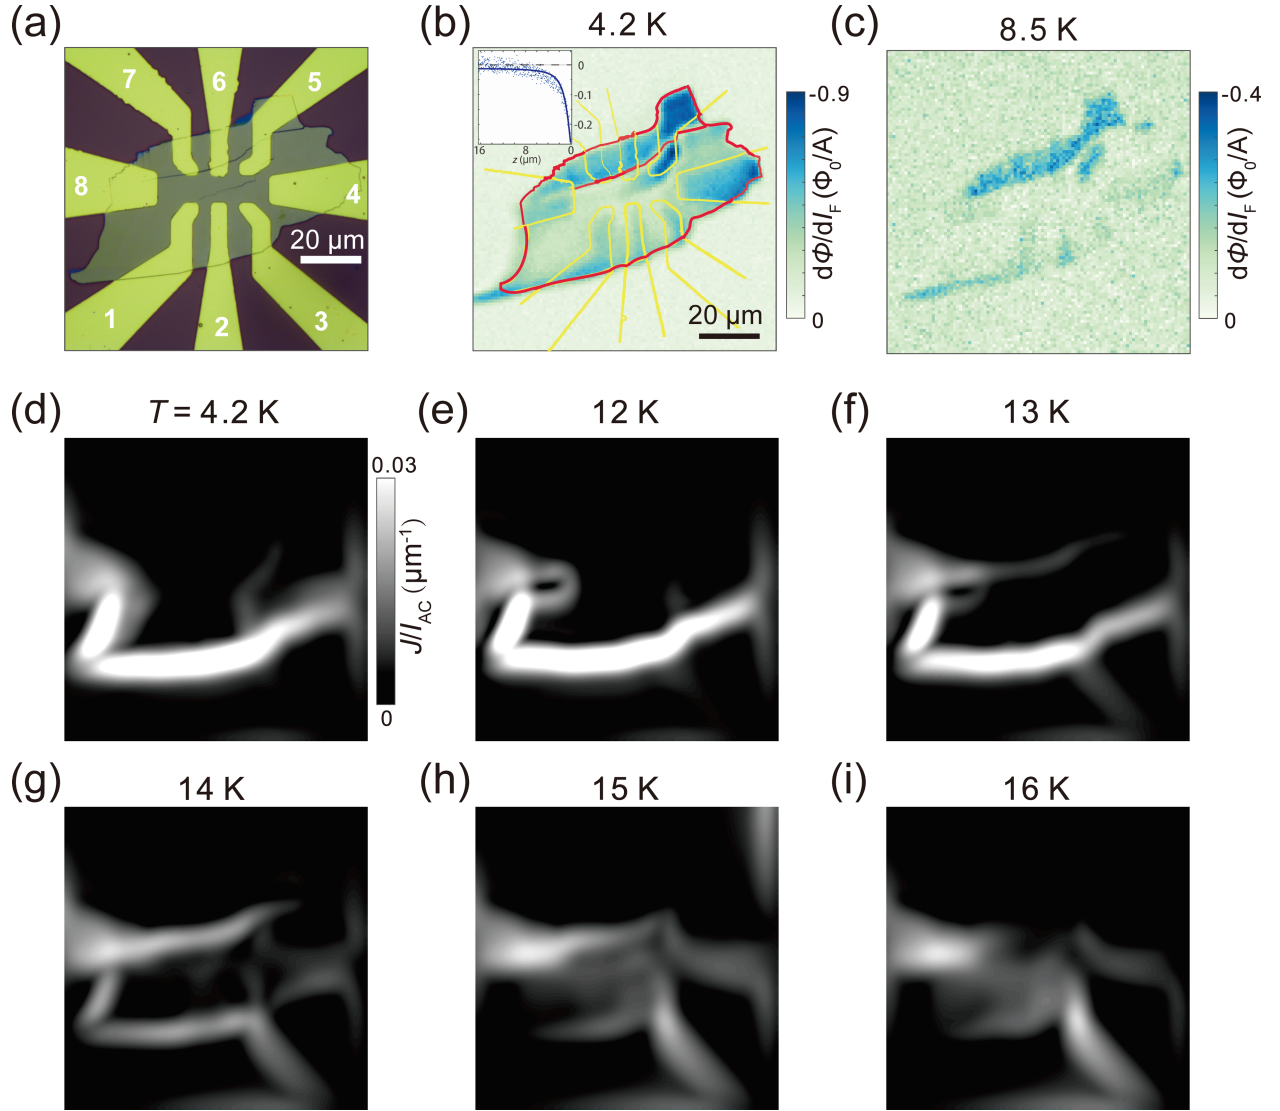 (a)
(b)
4.2 K
(c)
8.5 K
7
6
5
8
4
20 μm
1
2
3
0
-0.1
-0.2
16
8
0
z (μm)
20 μm
-0.9
dΦ/dI_F (Φ₀/A)
0
-0.4
dΦ/dI_F (Φ₀/A)
0
(d)
T = 4.2 K
(e)
12 K
(f)
13 K
0.03
J/I_AC (μm⁻¹)
0
(g)
14 K
(h)
15 K
(i)
16 K